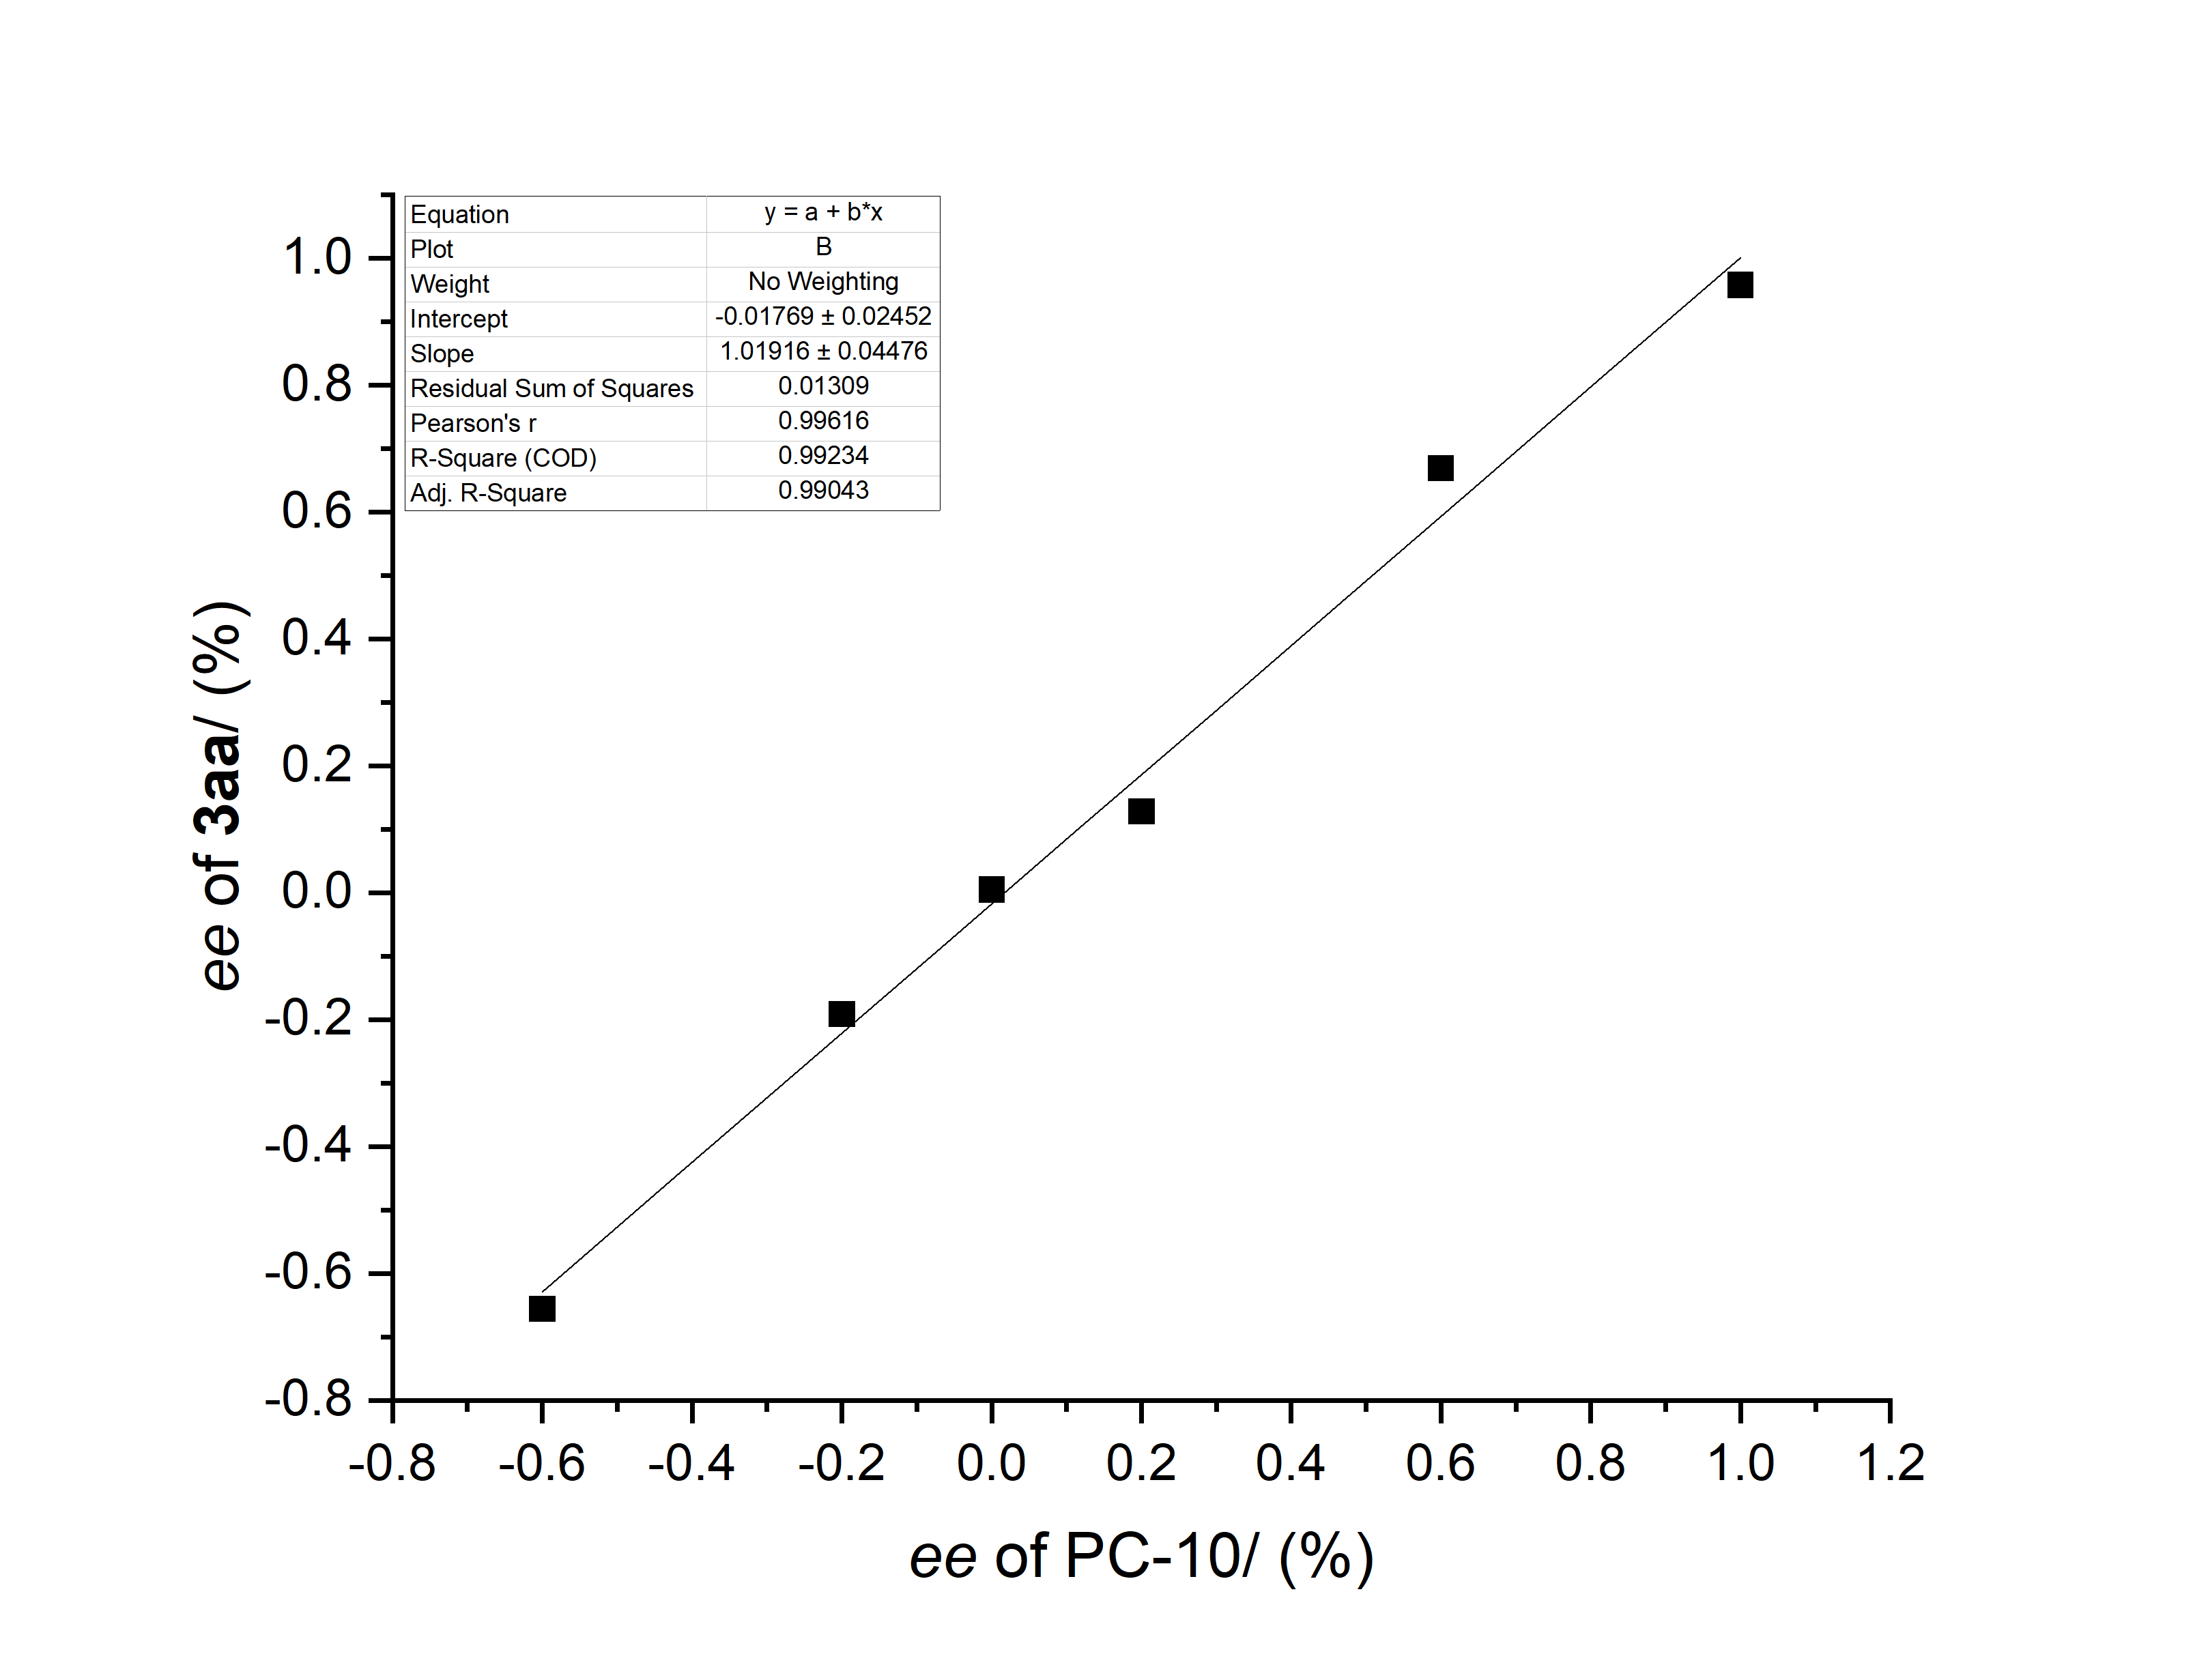 Equation y = a + b*x
Plot B
Weight No Weighting
Intercept -0.01769 ± 0.02452
Slope 1.01916 ± 0.04476
Residual Sum of Squares 0.01309
Pearson's r 0.99616
R-Square (COD) 0.99234
Adj. R-Square 0.99043
1.0
0.8
0.6
0.4
0.2
0.0
-0.2
-0.4
-0.6
-0.8
ee of 3aa/ (%)
-0.8 -0.6 -0.4 -0.2 0.0 0.2 0.4 0.6 0.8 1.0 1.2
ee of PC-10/ (%)